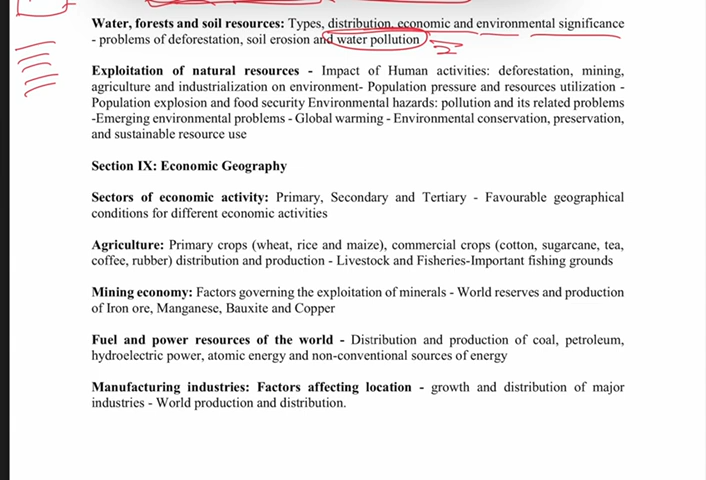 Water, forests and soil resources: Types, distribution, economic and environmental significance
- problems of deforestation, soil erosion and water pollution
Exploitation of natural resources - Impact of Human activities: deforestation, mining,
agriculture and industrialization on environment- Population pressure and resources utilization -
Population explosion and food security Environmental hazards: pollution and its related problems
-Emerging environmental problems - Global warming - Environmental conservation, preservation,
and sustainable resource use
Section IX: Economic Geography
Sectors of economic activity: Primary, Secondary and Tertiary - Favourable geographical
conditions for different economic activities
Agriculture: Primary crops (wheat, rice and maize), commercial crops (cotton, sugarcane, tea,
coffee, rubber) distribution and production - Livestock and Fisheries-Important fishing grounds
Mining economy: Factors governing the exploitation of minerals - World reserves and production
of Iron ore, Manganese, Bauxite and Copper
Fuel and power resources of the world - Distribution and production of coal, petroleum,
hydroelectric power, atomic energy and non-conventional sources of energy
Manufacturing industries: Factors affecting location - growth and distribution of major
industries - World production and distribution.